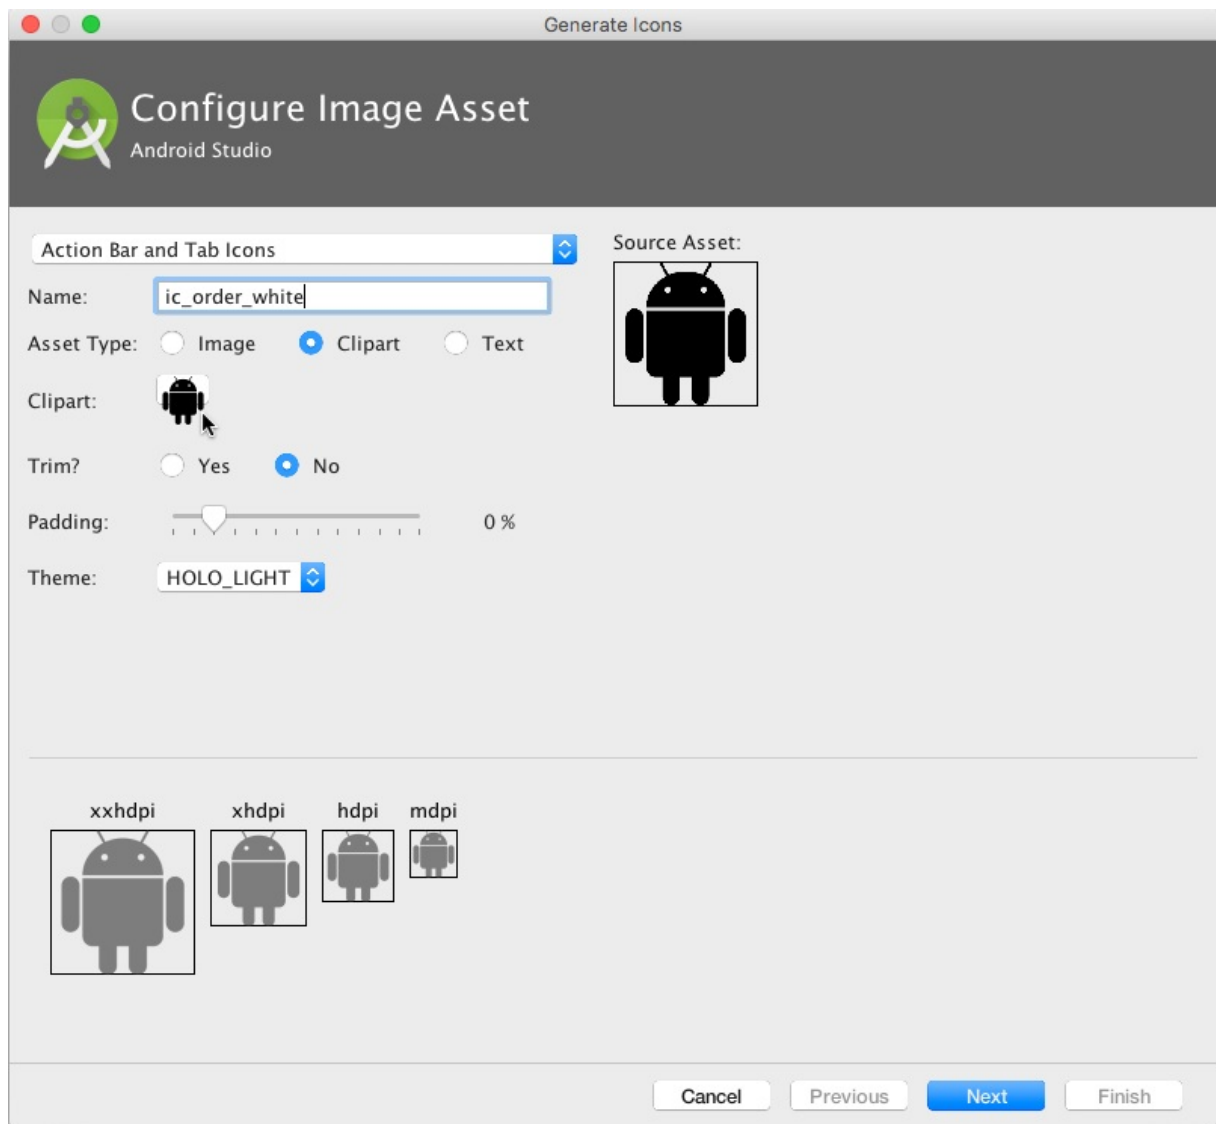 Generate Icons
Configure Image Asset
Android Studio
Action Bar and Tab Icons
Source Asset:
Name: ic_order_white
Asset Type: Image Clipart Text
Clipart:
Trim? Yes No
Padding: 0 %
Theme: HOLO_LIGHT
xxhdpi xhdpi hdpi mdpi
Cancel Previous Next Finish